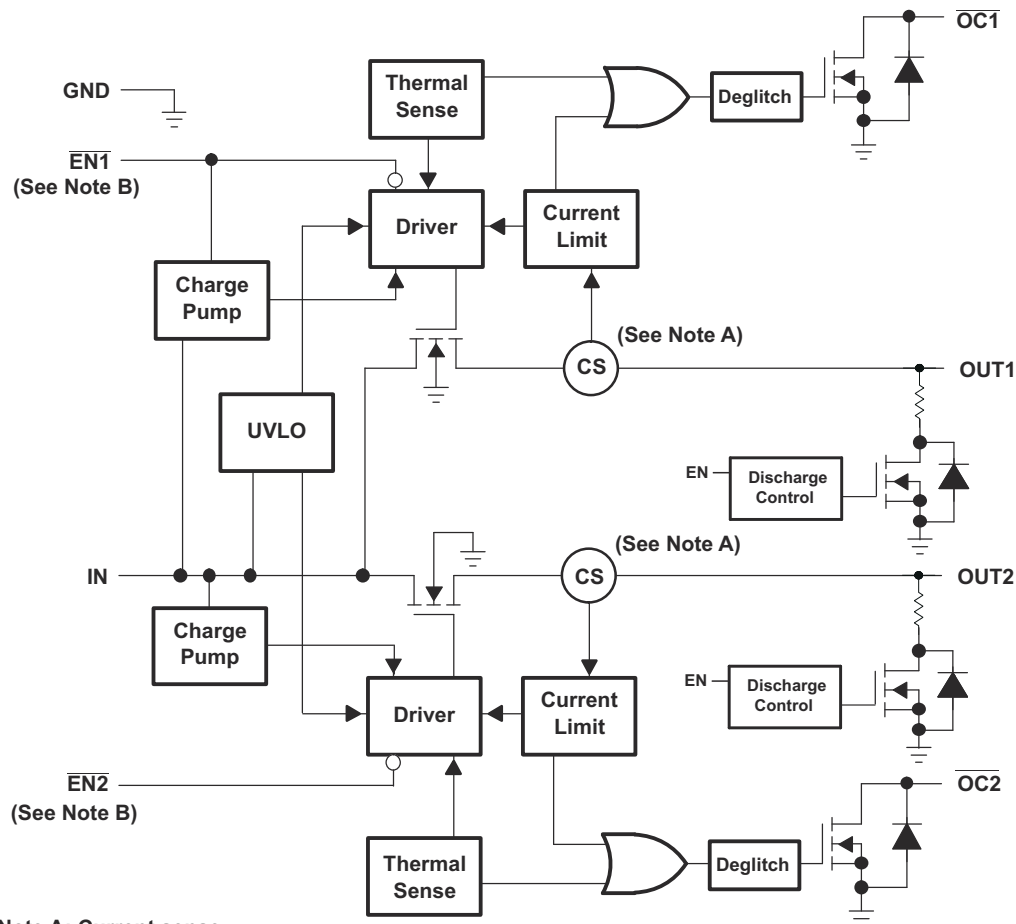 OC1
Thermal
Sense
GND
Deglitch
EN1
(See Note B)
Driver
Current
Limit
Charge
Pump
(See Note A)
CS
OUT1
UVLO
EN
Discharge
Control
(See Note A)
IN
CS
OUT2
Charge
Pump
EN
Discharge
Control
Driver
Current
Limit
EN2
(See Note B)
OC2
Thermal
Sense
Deglitch